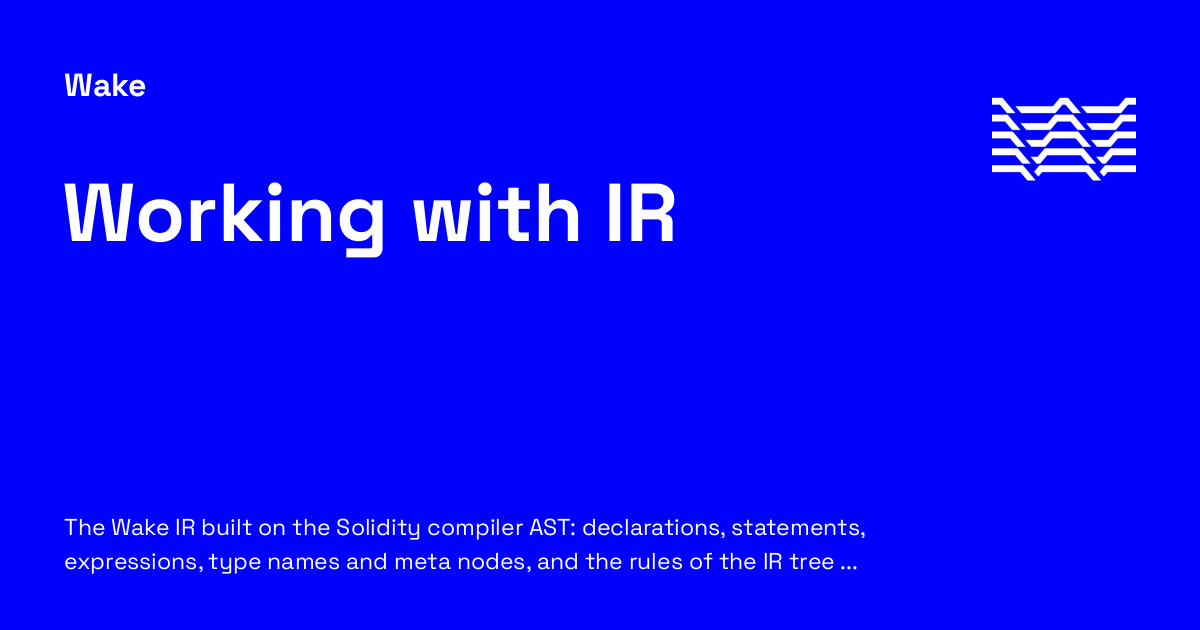 Wake
Working with IR
The Wake IR built on the Solidity compiler AST: declarations, statements,
expressions, type names and meta nodes, and the rules of the IR tree ...